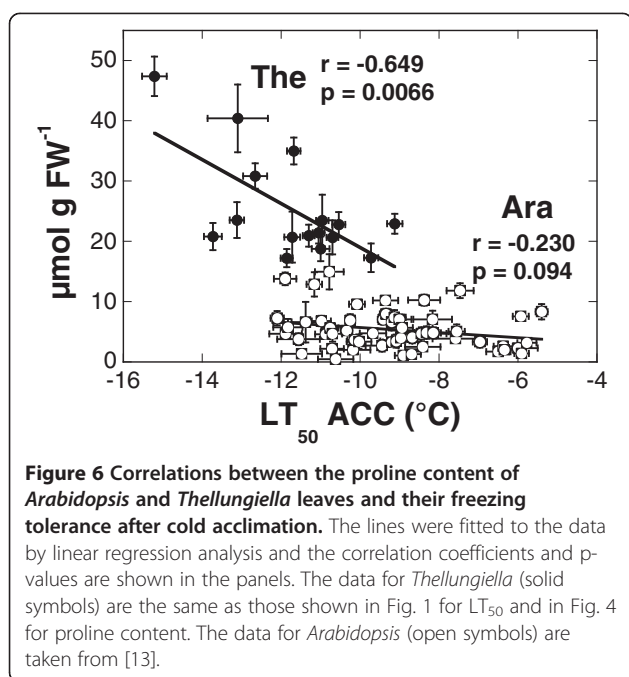 50
40
30
20
10
0
µmol g FW⁻¹
The
r = -0.649
p = 0.0066
Ara
r = -0.230
p = 0.094
-16 -14 -12 -10 -8 -6 -4
LT₅₀ ACC (°C)
Figure 6 Correlations between the proline content of
Arabidopsis and Thellungiella leaves and their freezing
tolerance after cold acclimation. The lines were fitted to the data
by linear regression analysis and the correlation coefficients and p-
values are shown in the panels. The data for Thellungiella (solid
symbols) are the same as those shown in Fig. 1 for LT₅₀ and in Fig. 4
for proline content. The data for Arabidopsis (open symbols) are
taken from [13].